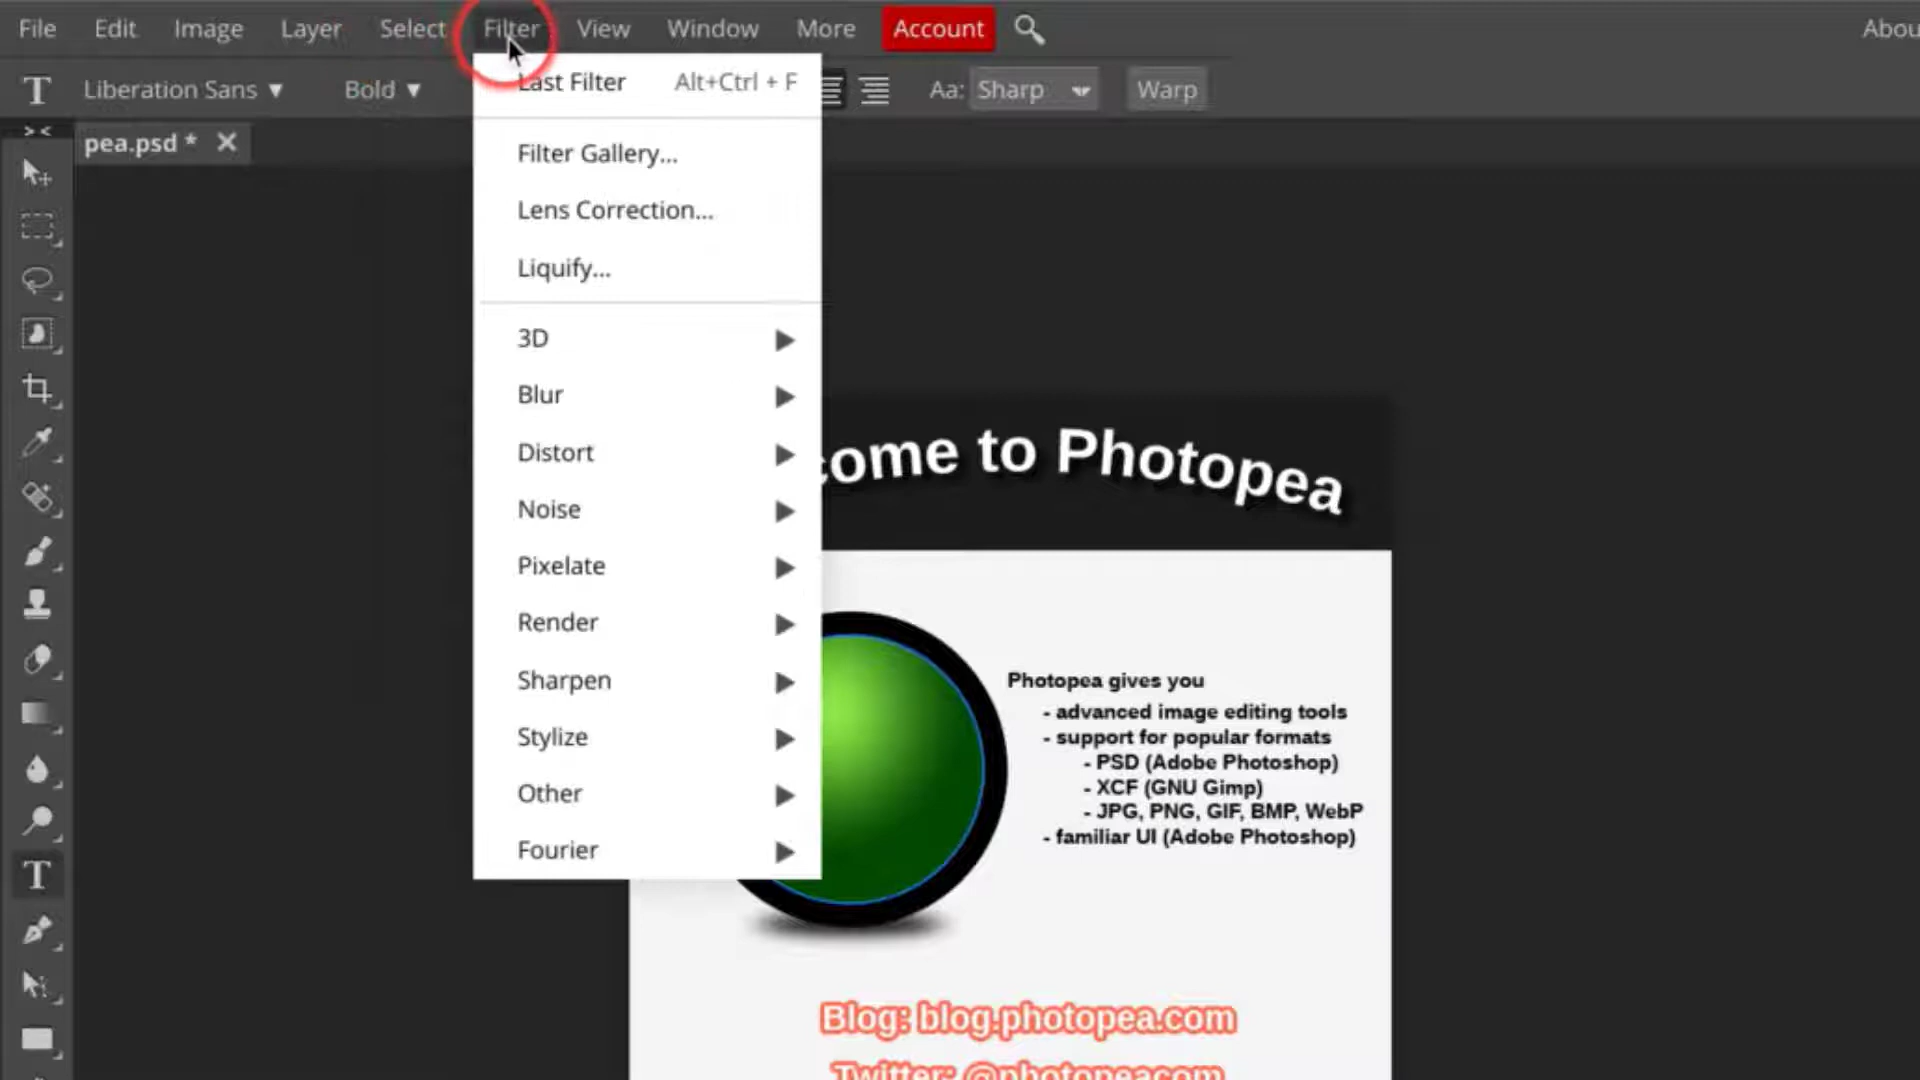 File Edit Image Layer Select Filter View Window More Account
T Liberation Sans Bold Aa: Sharp Warp
pea.psd *
Last Filter Alt+Ctrl + F
Filter Gallery...
Lens Correction...
Liquify...
3D
Blur
Distort
Noise
Pixelate
Render
Sharpen
Stylize
Other
Fourier
T
come to Photopea
Photopea gives you
- advanced image editing tools
- support for popular formats
- PSD (Adobe Photoshop)
- XCF (GNU Gimp)
- JPG, PNG, GIF, BMP, WebP
- familiar UI (Adobe Photoshop)
Blog: blog.photopea.com
Twitter: @photopeacom